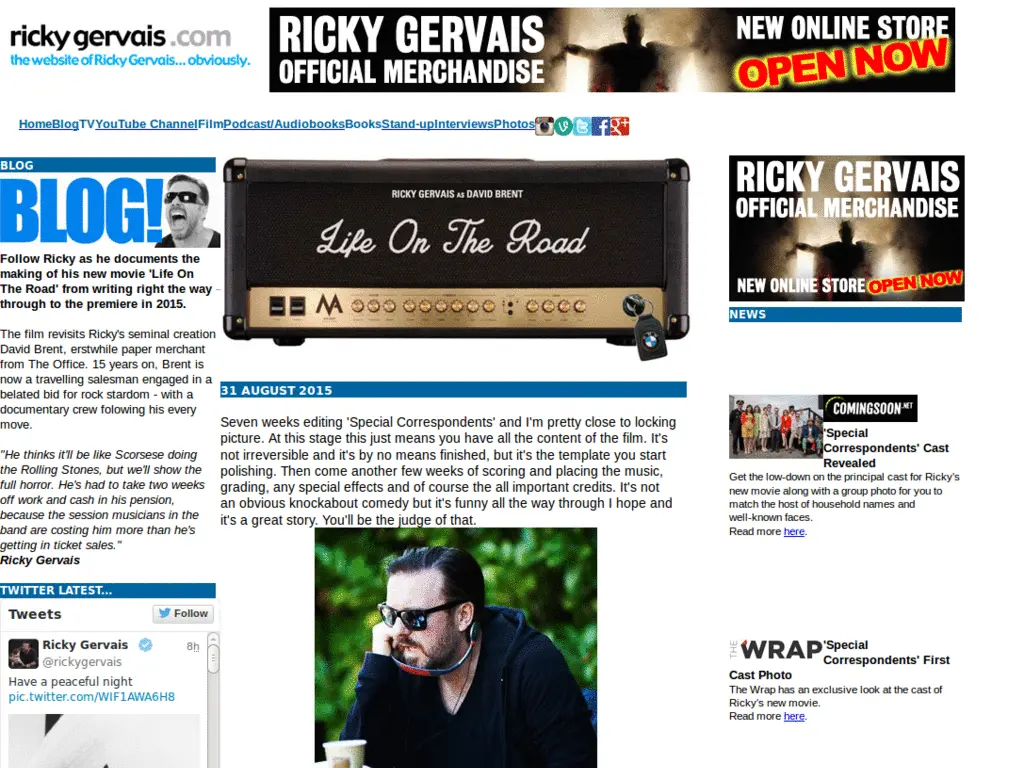 ricky gervais .com
the website of Ricky Gervais... obviously.
RICKY GERVAIS
OFFICIAL MERCHANDISE
NEW ONLINE STORE
OPEN NOW
HomeBlogTVYouTube ChannelFilmPodcast/AudiobooksBooksStand-upInterviewsPhotos
BLOG
BLOG!
Follow Ricky as he documents the
making of his new movie 'Life On
The Road' from writing right the way
through to the premiere in 2015.
The film revisits Ricky's seminal creation
David Brent, erstwhile paper merchant
from The Office. 15 years on, Brent is
now a travelling salesman engaged in a
belated bid for rock stardom - with a
documentary crew folowing his every
move.
"He thinks it'll be like Scorsese doing
the Rolling Stones, but we'll show the
full horror. He's had to take two weeks
off work and cash in his pension,
because the session musicians in the
band are costing him more than he's
getting in ticket sales."
Ricky Gervais
TWITTER LATEST...
Tweets
Follow
Ricky Gervais
8h
@rickygervais
Have a peaceful night
pic.twitter.com/WIF1AWA6H8
RICKY GERVAIS AS DAVID BRENT
Life On The Road
31 AUGUST 2015
Seven weeks editing 'Special Correspondents' and I'm pretty close to locking
picture. At this stage this just means you have all the content of the film. It's
not irreversible and it's by no means finished, but it's the template you start
polishing. Then come another few weeks of scoring and placing the music,
grading, any special effects and of course the all important credits. It's not
an obvious knockabout comedy but it's funny all the way through I hope and
it's a great story. You'll be the judge of that.
RICKY GERVAIS
OFFICIAL MERCHANDISE
NEW ONLINE STORE OPEN NOW
NEWS
COMINGSOON.NET
'Special
Correspondents' Cast
Revealed
Get the low-down on the principal cast for Ricky's
new movie along with a group photo for you to
match the host of household names and
well-known faces.
Read more here.
THE WRAP
'Special
Correspondents' First
Cast Photo
The Wrap has an exclusive look at the cast of
Ricky's new movie.
Read more here.